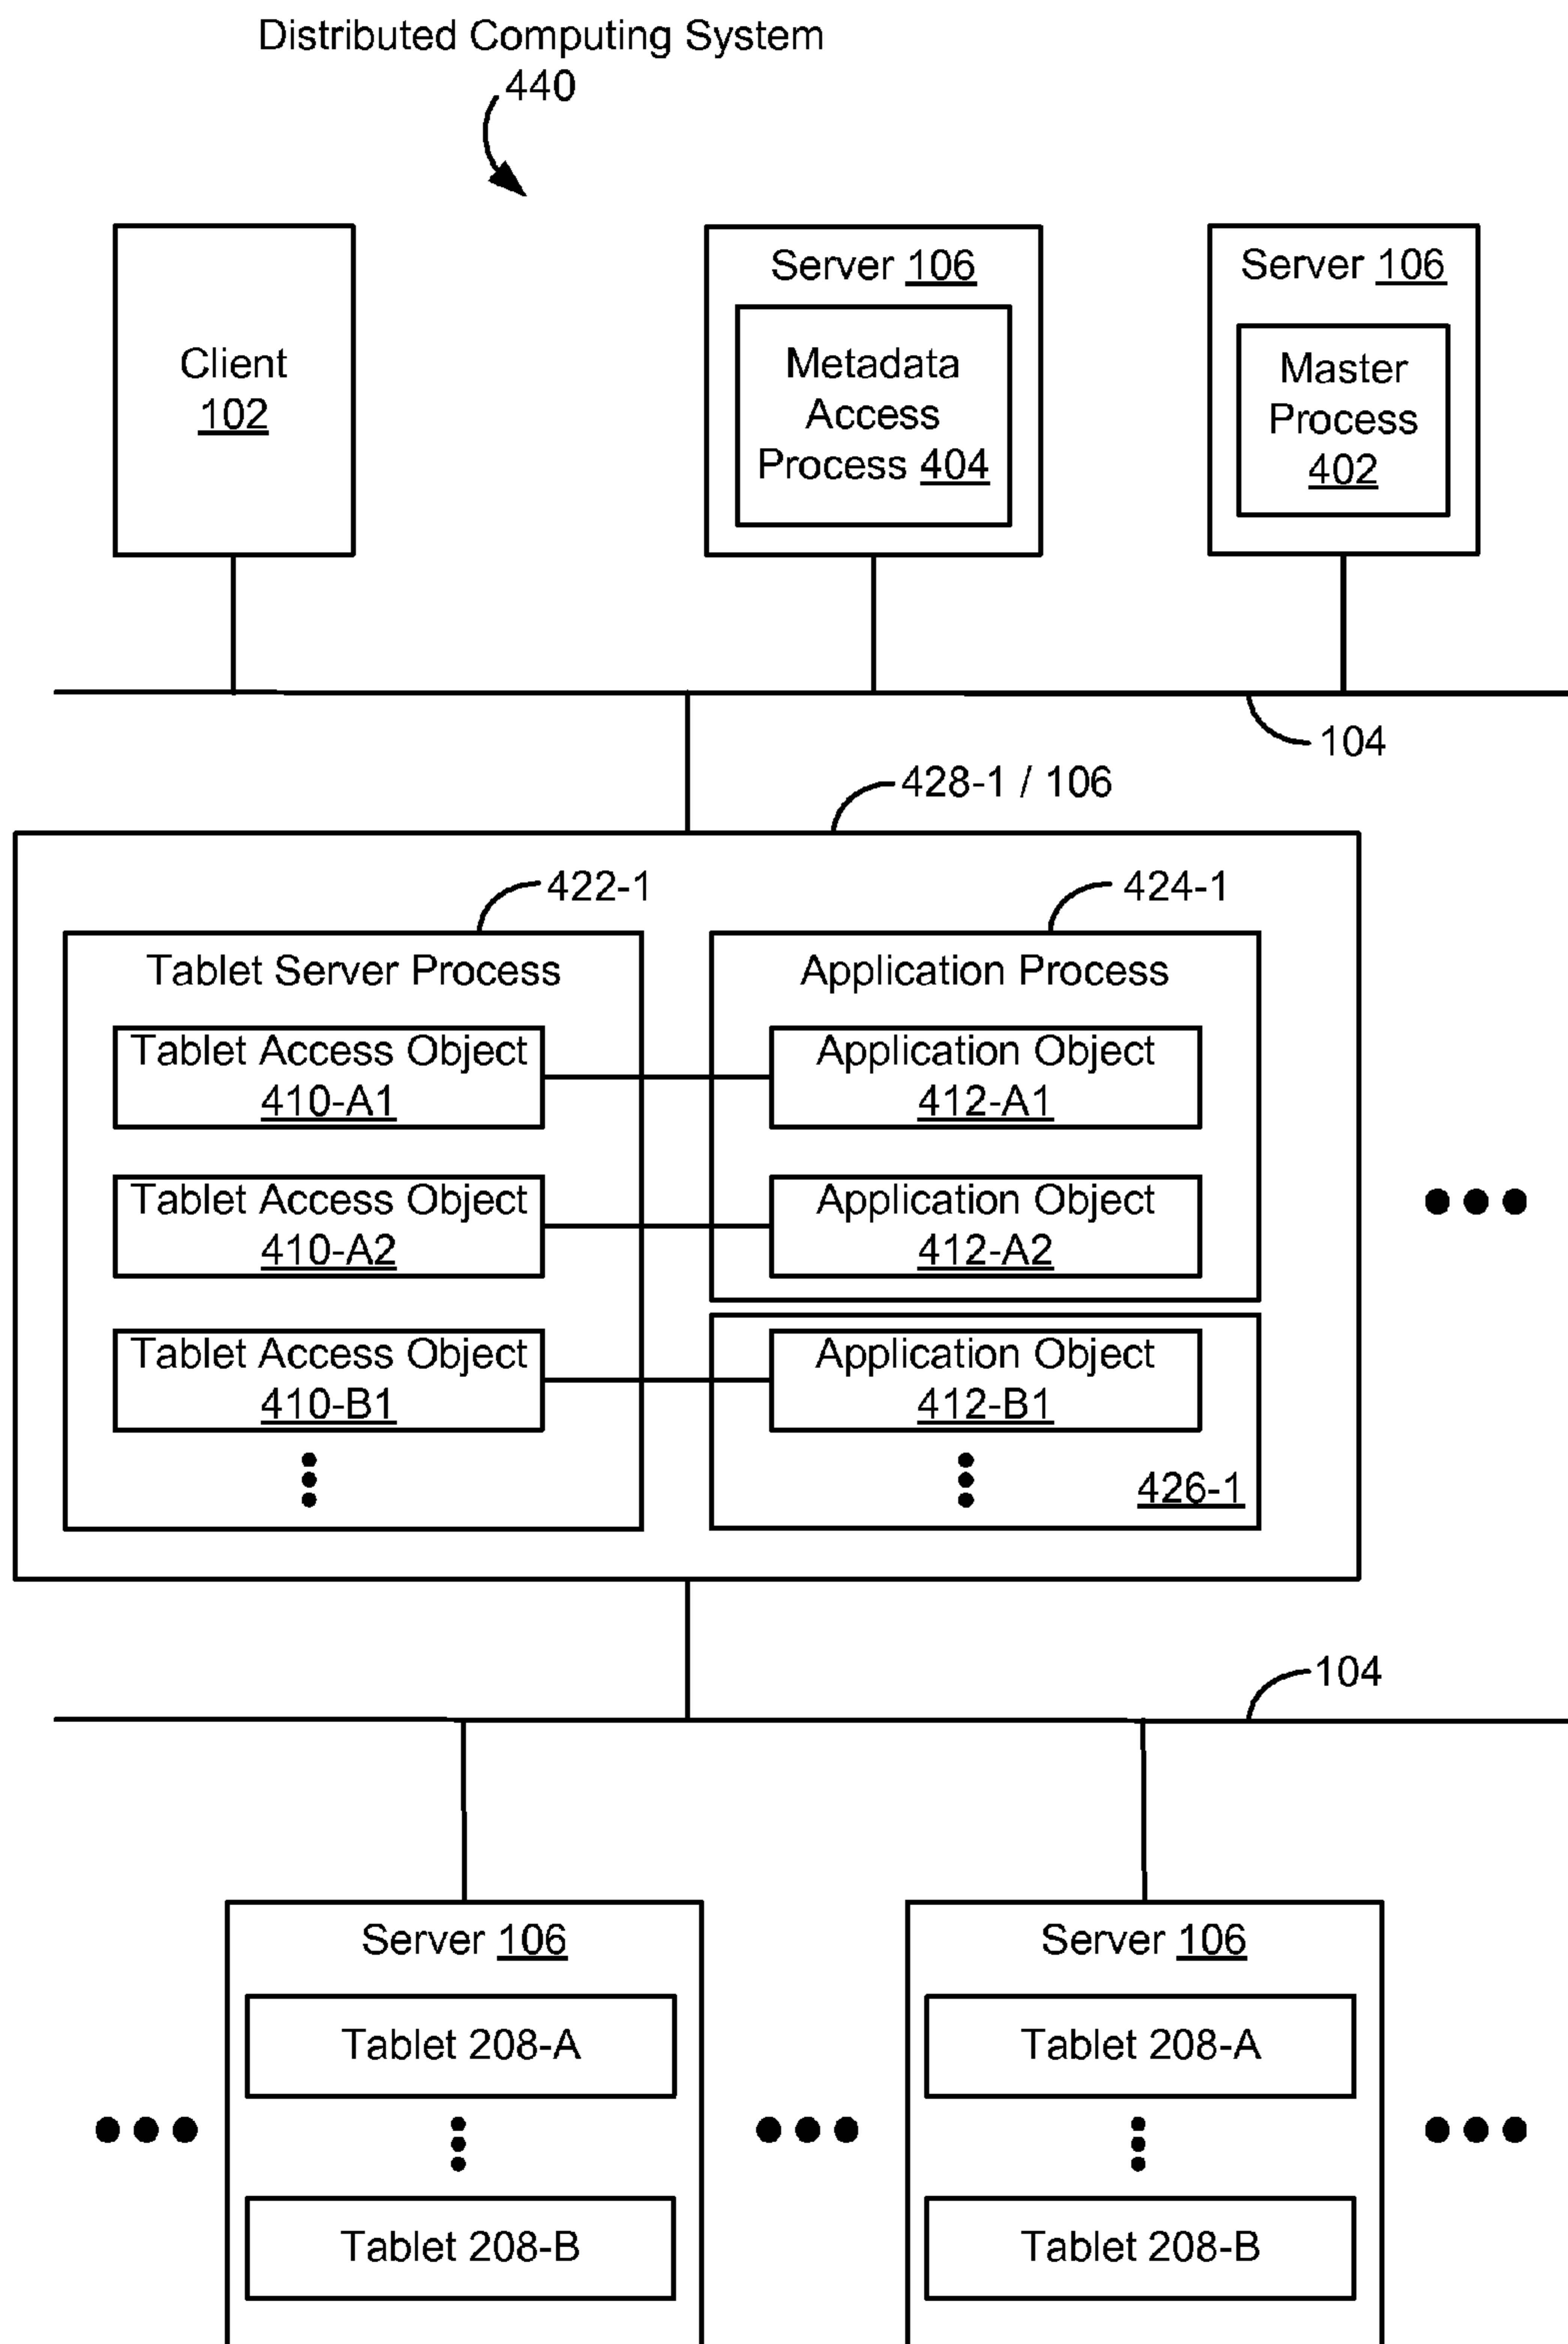 Distributed Computing System
440
Client
102
Server 106
Metadata
Access
Process 404
Server 106
Master
Process
402
104
428-1 / 106
422-1
Tablet Server Process
Tablet Access Object
410-A1
Tablet Access Object
410-A2
Tablet Access Object
410-B1
424-1
Application Process
Application Object
412-A1
Application Object
412-A2
Application Object
412-B1
426-1
104
Server 106
Tablet 208-A
Tablet 208-B
Server 106
Tablet 208-A
Tablet 208-B